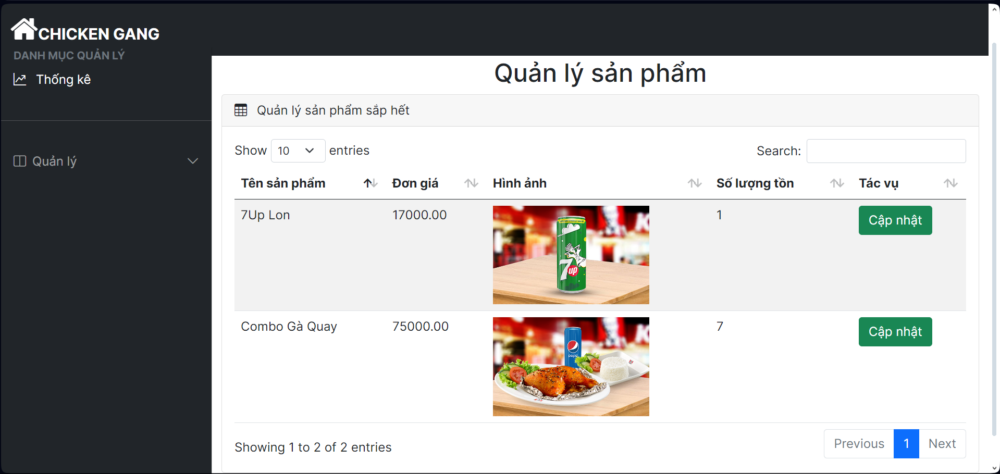 CHICKEN GANG
DANH MỤC QUẢN LÝ
Thống kê
Quản lý
Quản lý sản phẩm
Quản lý sản phẩm sắp hết
Show 10 entries
Search:
Tên sản phẩm Đơn giá Hình ảnh Số lượng tồn Tác vụ
7Up Lon 17000.00 1 Cập nhật
7up
Combo Gà Quay 75000.00 7 Cập nhật
pepsi
Showing 1 to 2 of 2 entries
Previous 1 Next